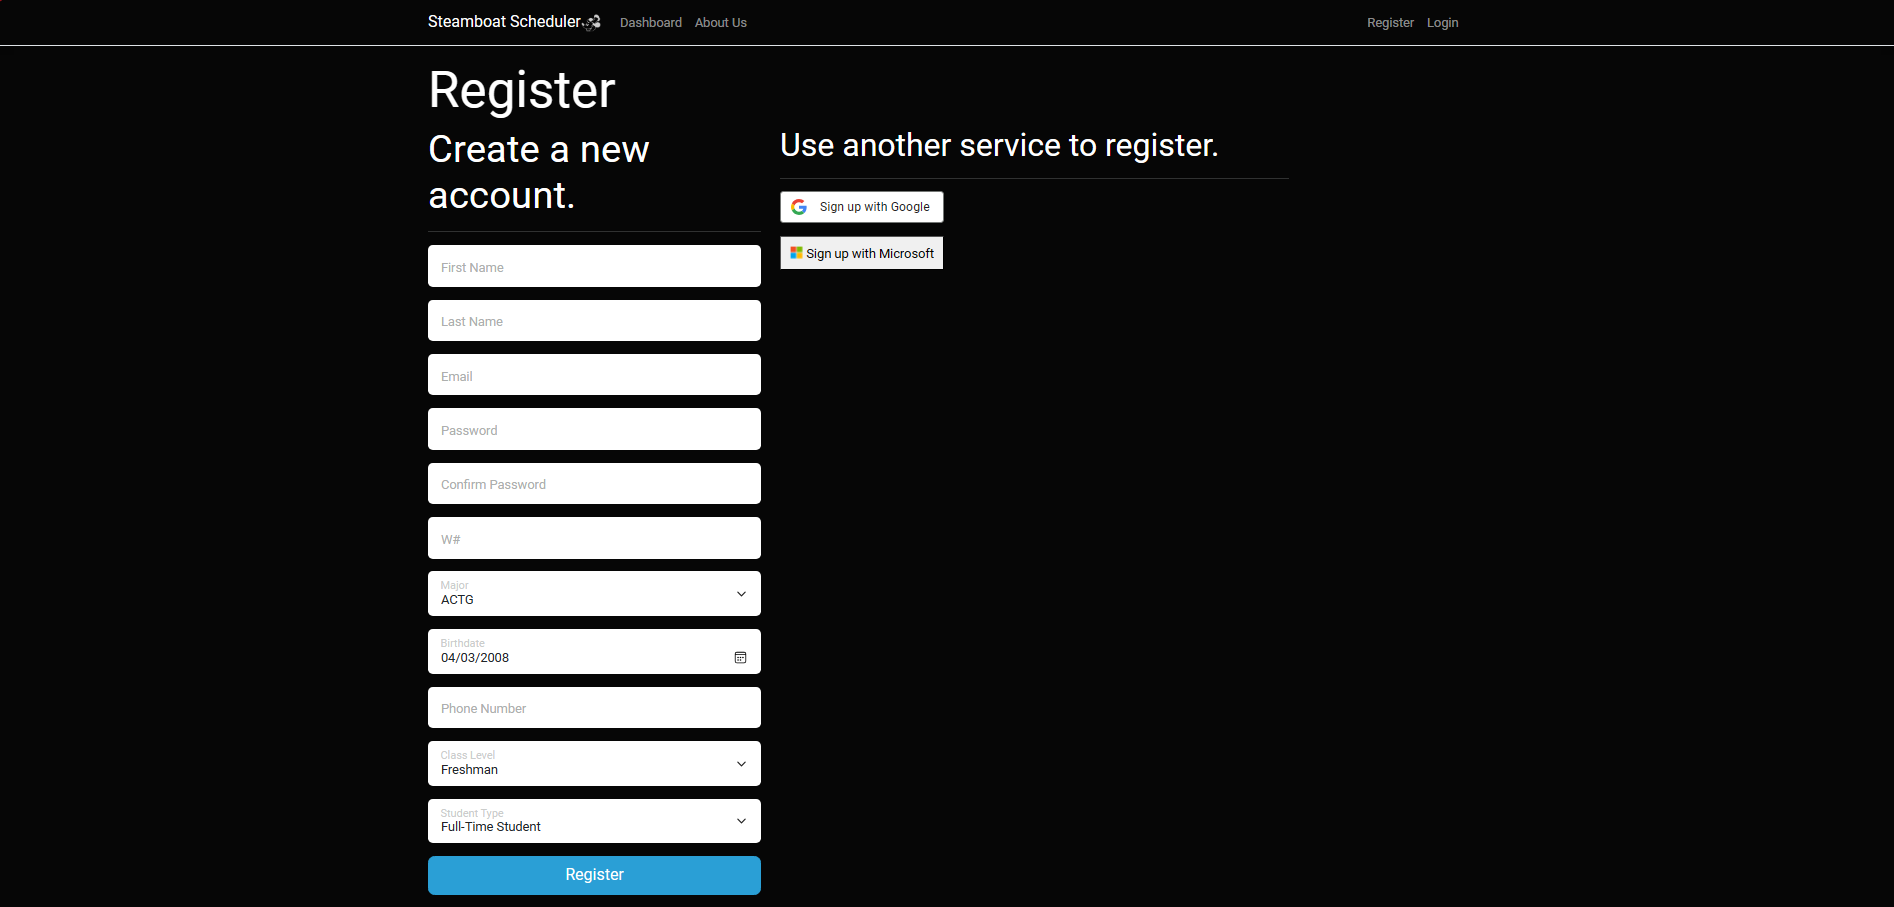 Steamboat Scheduler
Dashboard
About Us
Register
Login
Register
Create a new
account.
First Name
Last Name
Email
Password
Confirm Password
W#
Major
ACTG
Birthdate
04/03/2008
Phone Number
Class Level
Freshman
Student Type
Full-Time Student
Register
Use another service to register.
Sign up with Google
Sign up with Microsoft